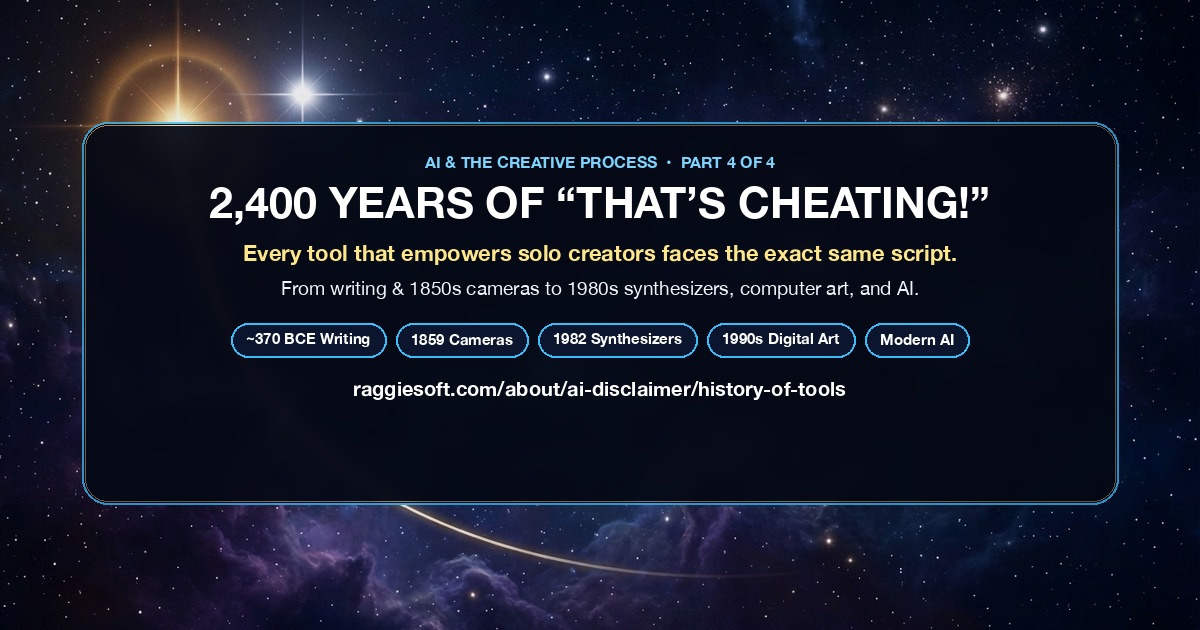 AI & THE CREATIVE PROCESS • PART 4 OF 4
2,400 YEARS OF “THAT’S CHEATING!”
Every tool that empowers solo creators faces the exact same script.
From writing & 1850s cameras to 1980s synthesizers, computer art, and AI.
~370 BCE Writing 1859 Cameras 1982 Synthesizers 1990s Digital Art Modern AI
raggiesoft.com/about/ai-disclaimer/history-of-tools